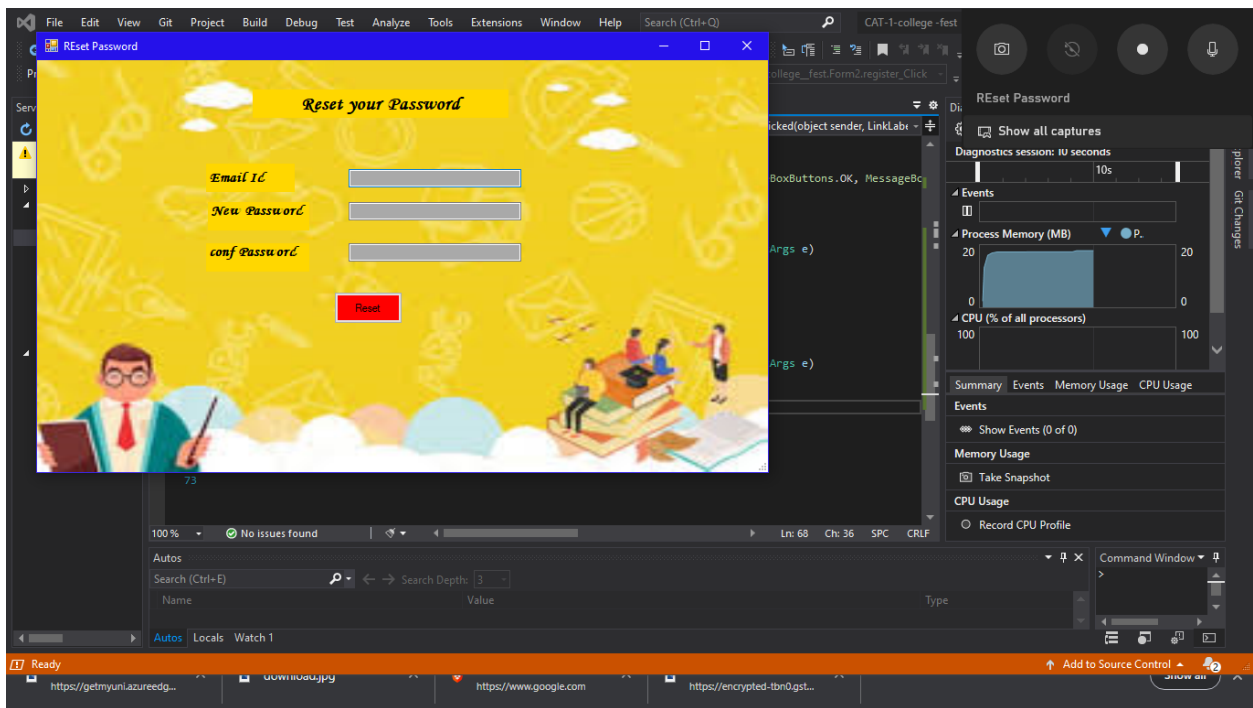 File Edit View Git Project Build Debug Test Analyze Tools Extensions Window Help Search (Ctrl+Q) CAT-1-college -fest
REset Password
ollege__fest.Form2.register_Click
REset Password
Show all captures
Serv
icked(object sender, LinkLabe
Reset your Password
Email Id
New Password
conf Password
Reset
BoxButtons.OK, MessageBo
Args e)
Args e)
73
Diagnostics session: 10 seconds
10s
Events
Process Memory (MB) P..
20 20
0 0
CPU (% of all processors)
100 100
Summary Events Memory Usage CPU Usage
Events
Show Events (0 of 0)
Memory Usage
Take Snapshot
CPU Usage
Record CPU Profile
plorer
Git Changes
100 % No issues found Ln: 68 Ch: 36 SPC CRLF
Autos
Search (Ctrl+E) Search Depth: 3
Name Value Type
Command Window
>
Autos Locals Watch 1
Ready Add to Source Control 2
https://getmyuni.azureedg...
download.jpg
https://www.google.com
https://encrypted-tbn0.gst...
Show all